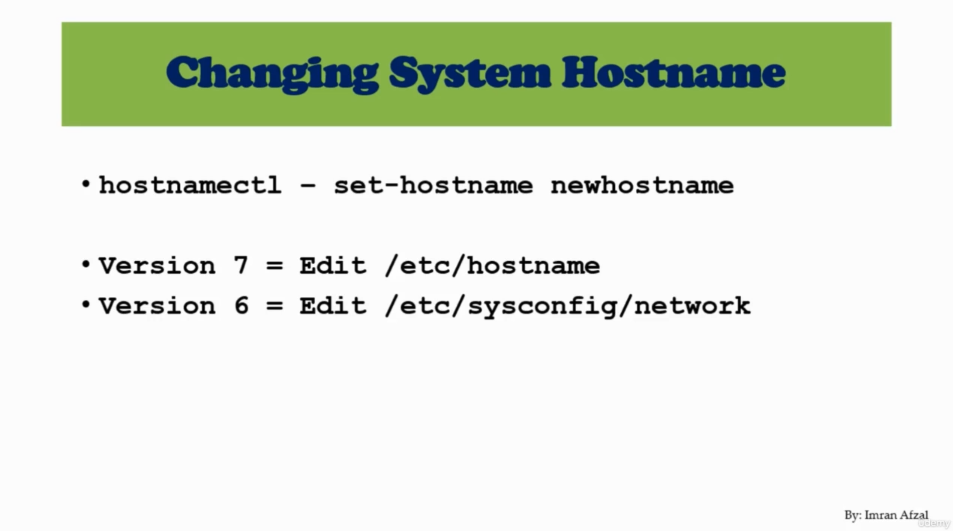 Changing System Hostname
• hostnamectl – set-hostname newhostname
• Version 7 = Edit /etc/hostname
• Version 6 = Edit /etc/sysconfig/network
By: Imran Afzal
udemy